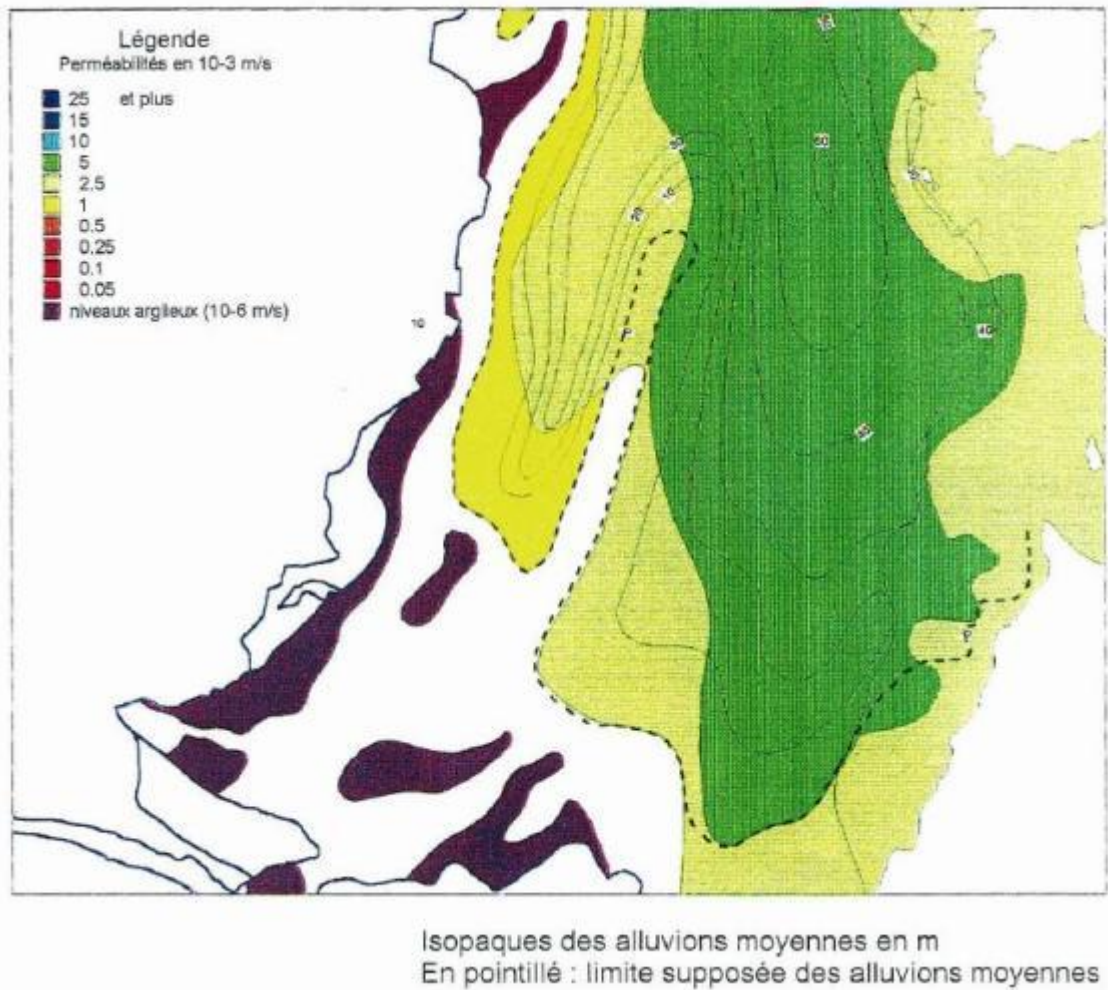 Légende
Perméabilités en 10-3 m/s
25 et plus
15
10
5
2.5
1
0.5
0.25
0.1
0.05
niveaux argileux (10-6 m/s)
10
60
20
10
40
P
P
Isopaques des alluvions moyennes en m
En pointillé : limite supposée des alluvions moyennes